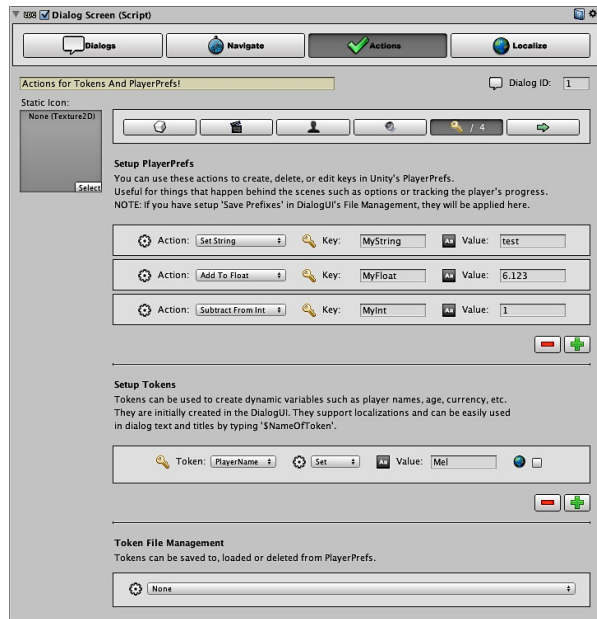 Dialog Screen (Script)
Dialogs Navigate Actions Localize
Actions for Tokens And PlayerPrefs! Dialog ID: 1
Static Icon:
None (Texture2D)
/ 4
Select
Setup PlayerPrefs
You can use these actions to create, delete, or edit keys in Unity's PlayerPrefs.
Useful for things that happen behind the scenes such as options or tracking the player's progress.
NOTE: If you have setup 'Save Prefixes' in DialogUI's File Management, they will be applied here.
Action: Set String Key: MyString Aa Value: test
Action: Add To Float Key: MyFloat Aa Value: 6.123
Action: Subtract From Int Key: MyInt Aa Value: 1
Setup Tokens
Tokens can be used to create dynamic variables such as player names, age, currency, etc.
They are initially created in the DialogUI. They support localizations and can be easily used
in dialog text and titles by typing '$NameOfToken'.
Token: PlayerName Set Aa Value: Mel
Token File Management
Tokens can be saved to, loaded or deleted from PlayerPrefs.
None